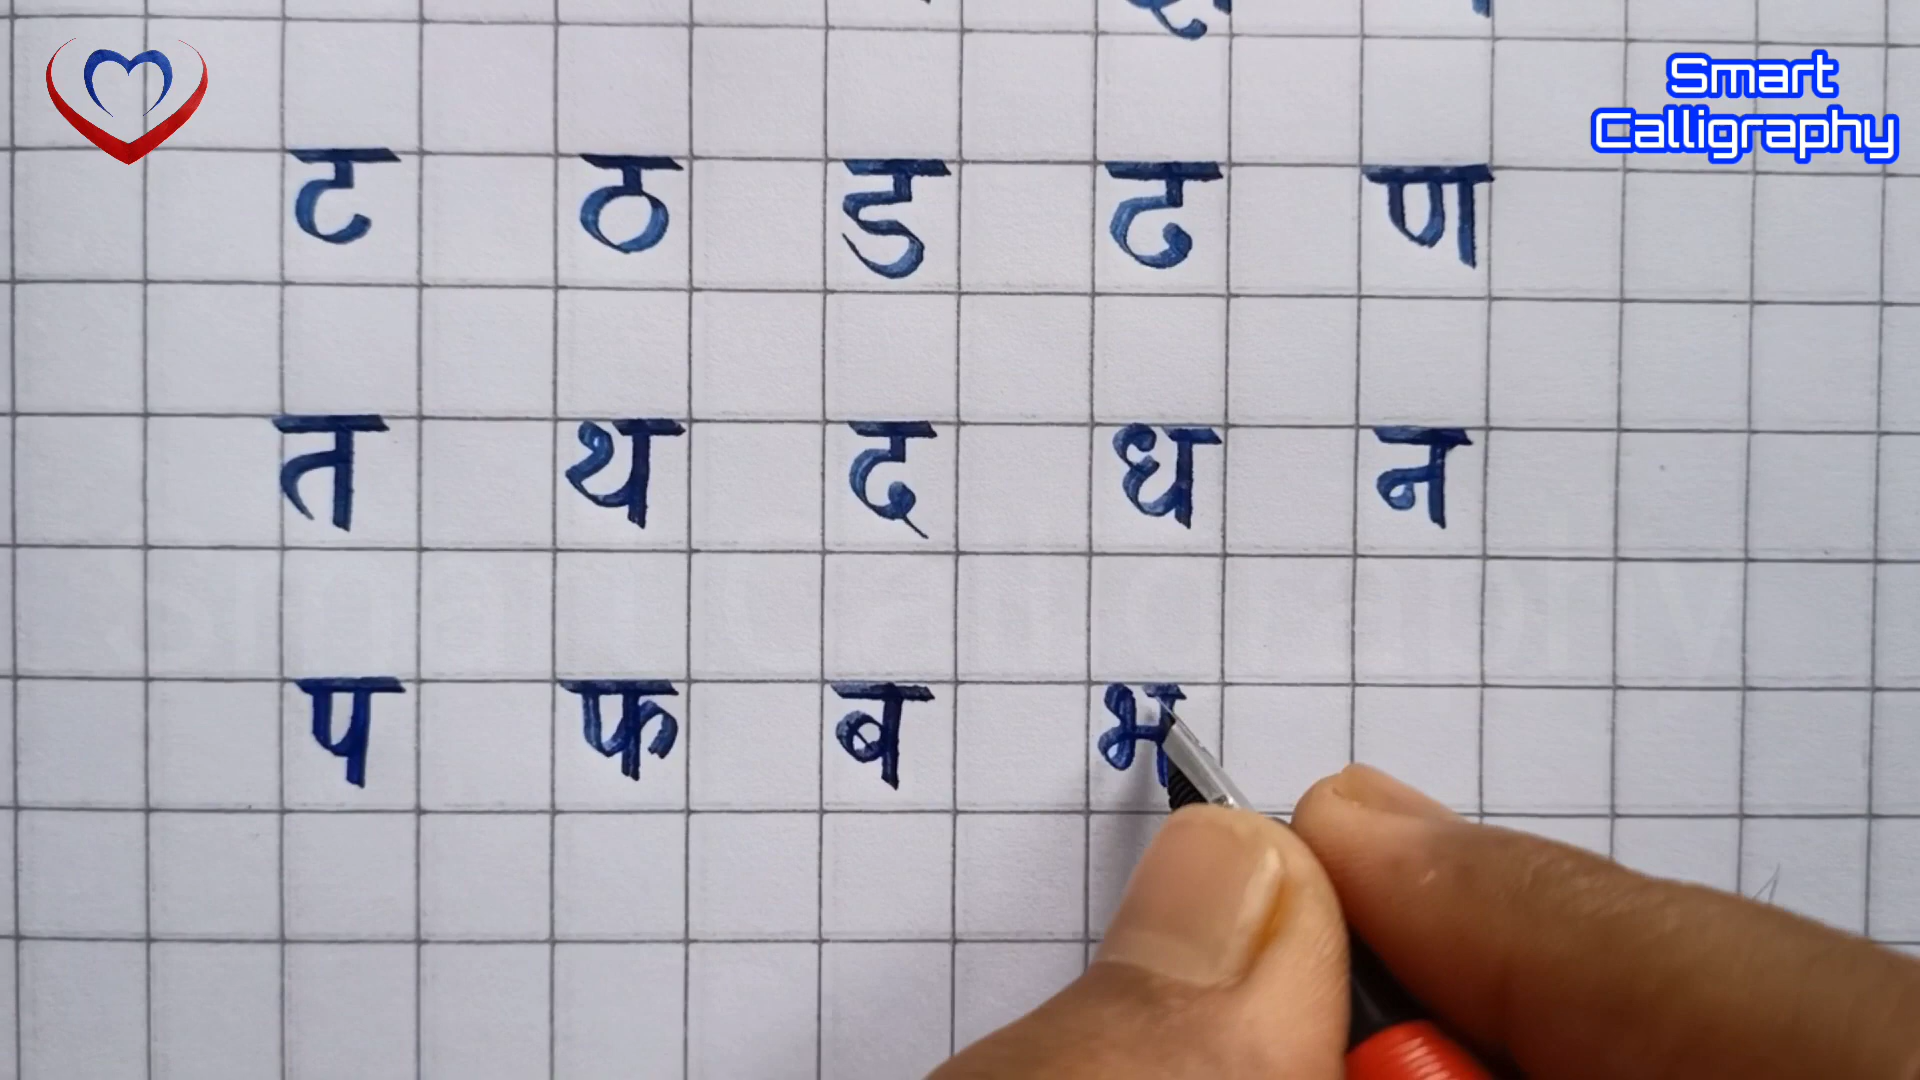 Smart
Calligraphy
ट ठ ड ढ ण
त थ द ध न
प फ ब भ